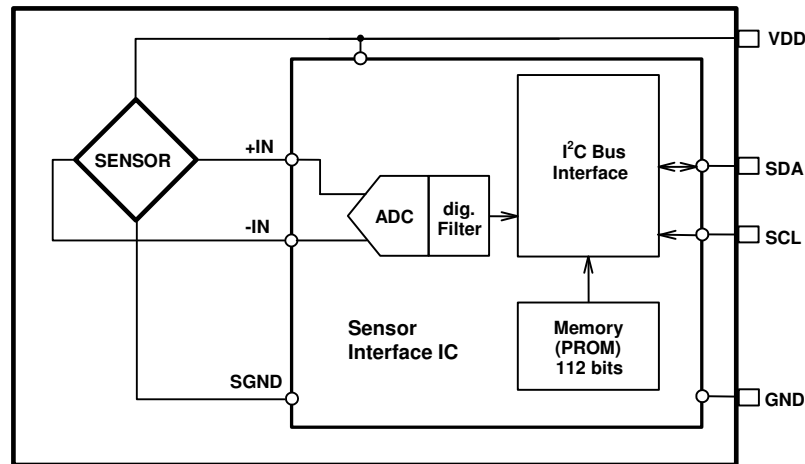 VDD
SENSOR
+IN
-IN
ADC
dig.
Filter
I²C Bus
Interface
SDA
SCL
Sensor
Interface IC
Memory
(PROM)
112 bits
SGND
GND